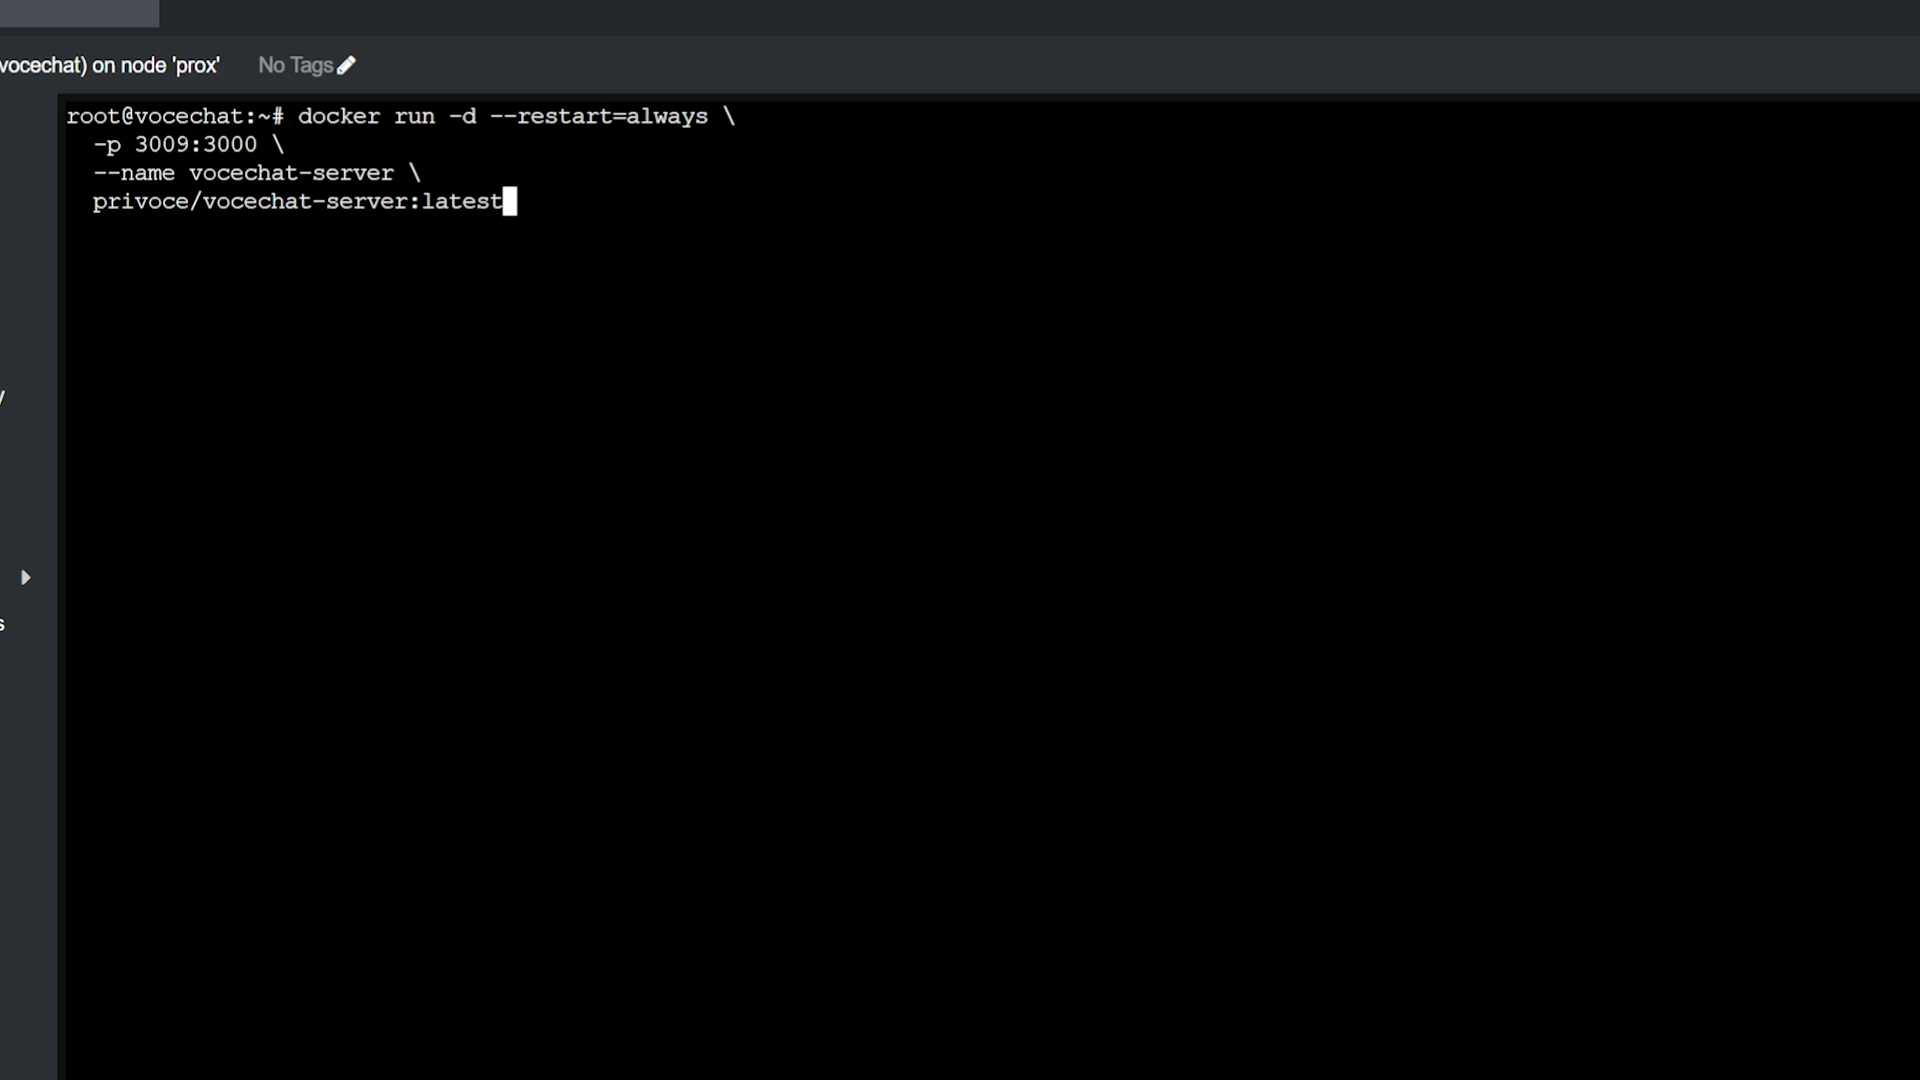 vocechat) on node 'prox' No Tags
root@vocechat:~# docker run -d --restart=always \
-p 3009:3000 \
--name vocechat-server \
privoce/vocechat-server:latest
y
s